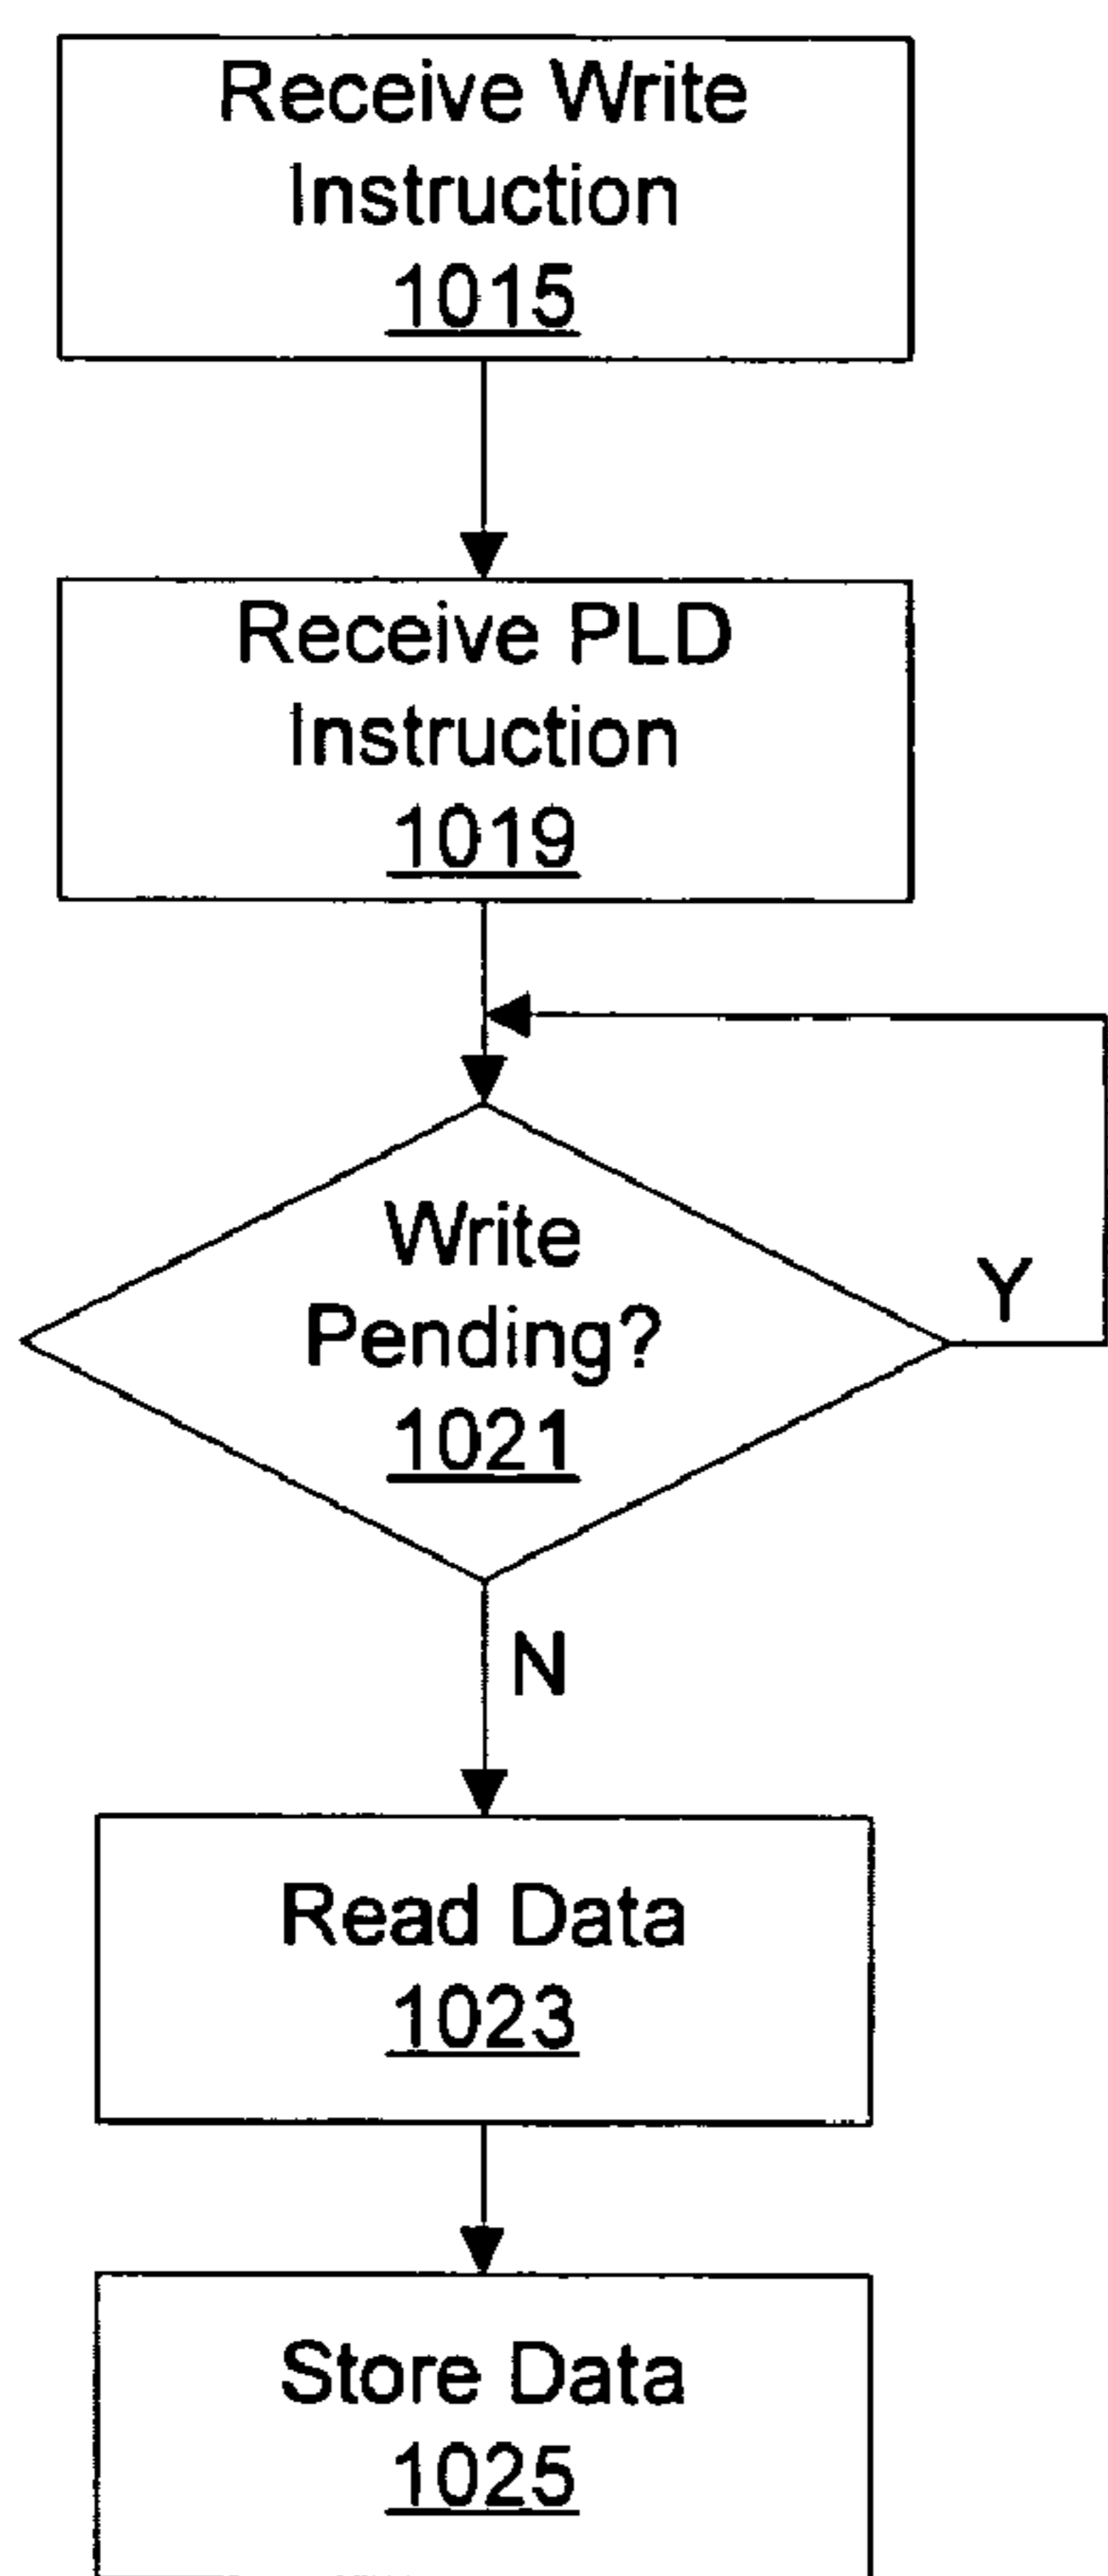 Receive Write
Instruction
1015
Receive PLD
Instruction
1019
Write
Pending?
1021
Y
N
Read Data
1023
Store Data
1025